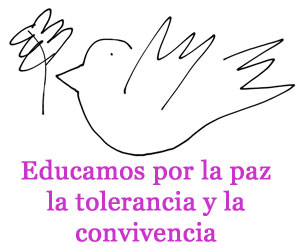 Educamos por la paz
la tolerancia y la
convivencia